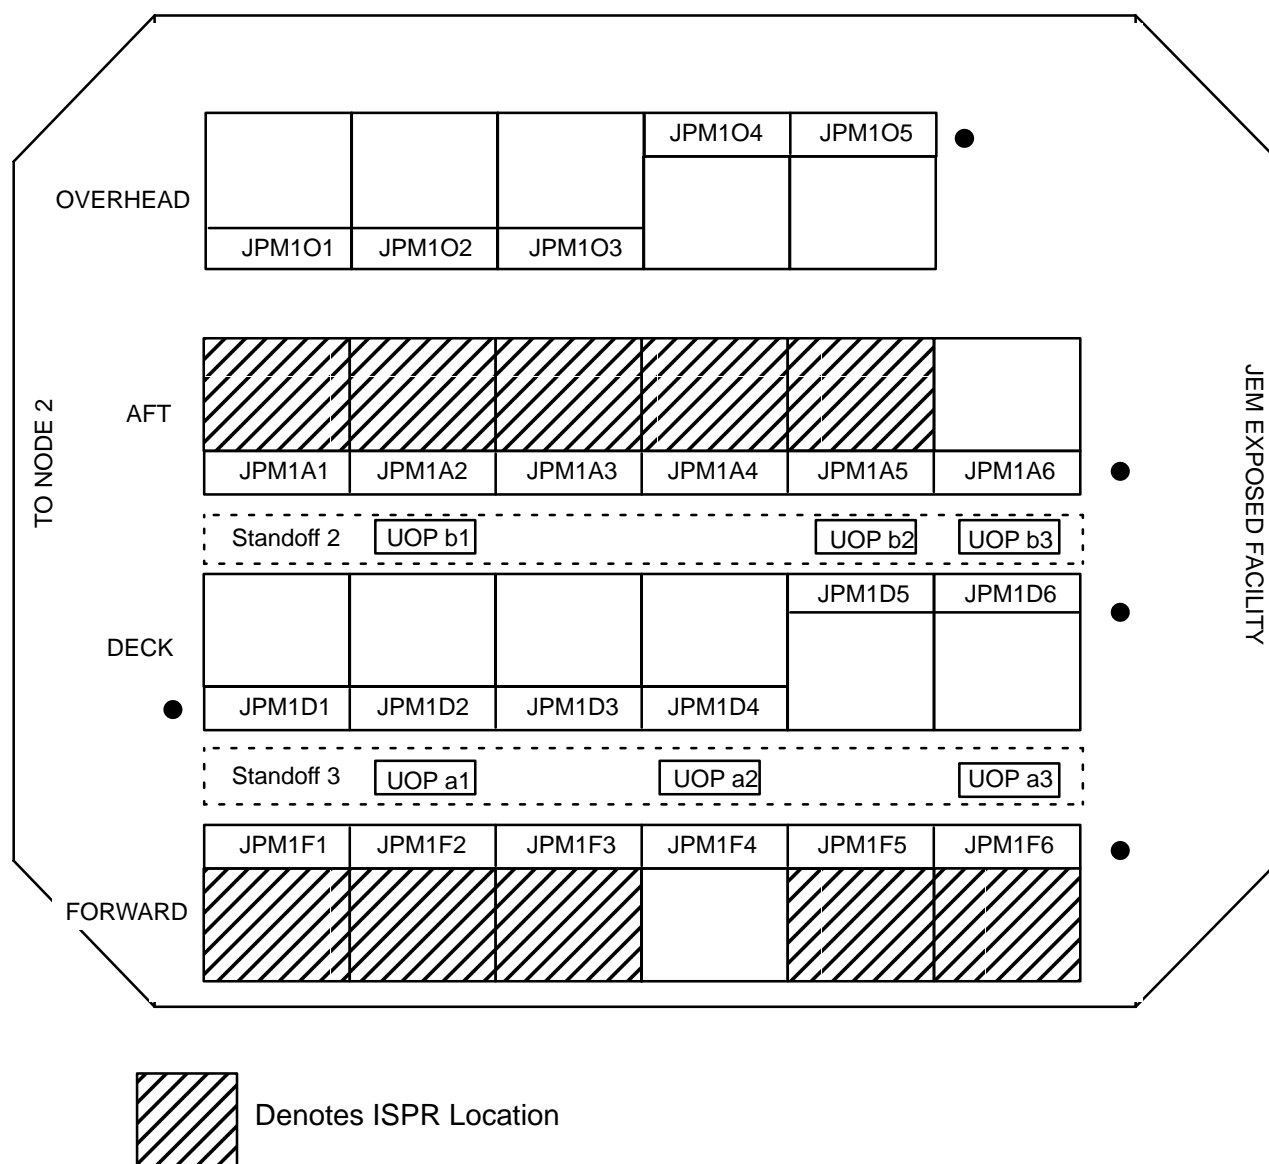 JPM1O4 JPM1O5
OVERHEAD
JPM1O1 JPM1O2 JPM1O3
TO NODE 2
AFT
JEM EXPOSED FACILITY
JPM1A1 JPM1A2 JPM1A3 JPM1A4 JPM1A5 JPM1A6
Standoff 2 UOP b1 UOP b2 UOP b3
JPM1D5 JPM1D6
DECK
JPM1D1 JPM1D2 JPM1D3 JPM1D4
Standoff 3 UOP a1 UOP a2 UOP a3
JPM1F1 JPM1F2 JPM1F3 JPM1F4 JPM1F5 JPM1F6
FORWARD
Denotes ISPR Location